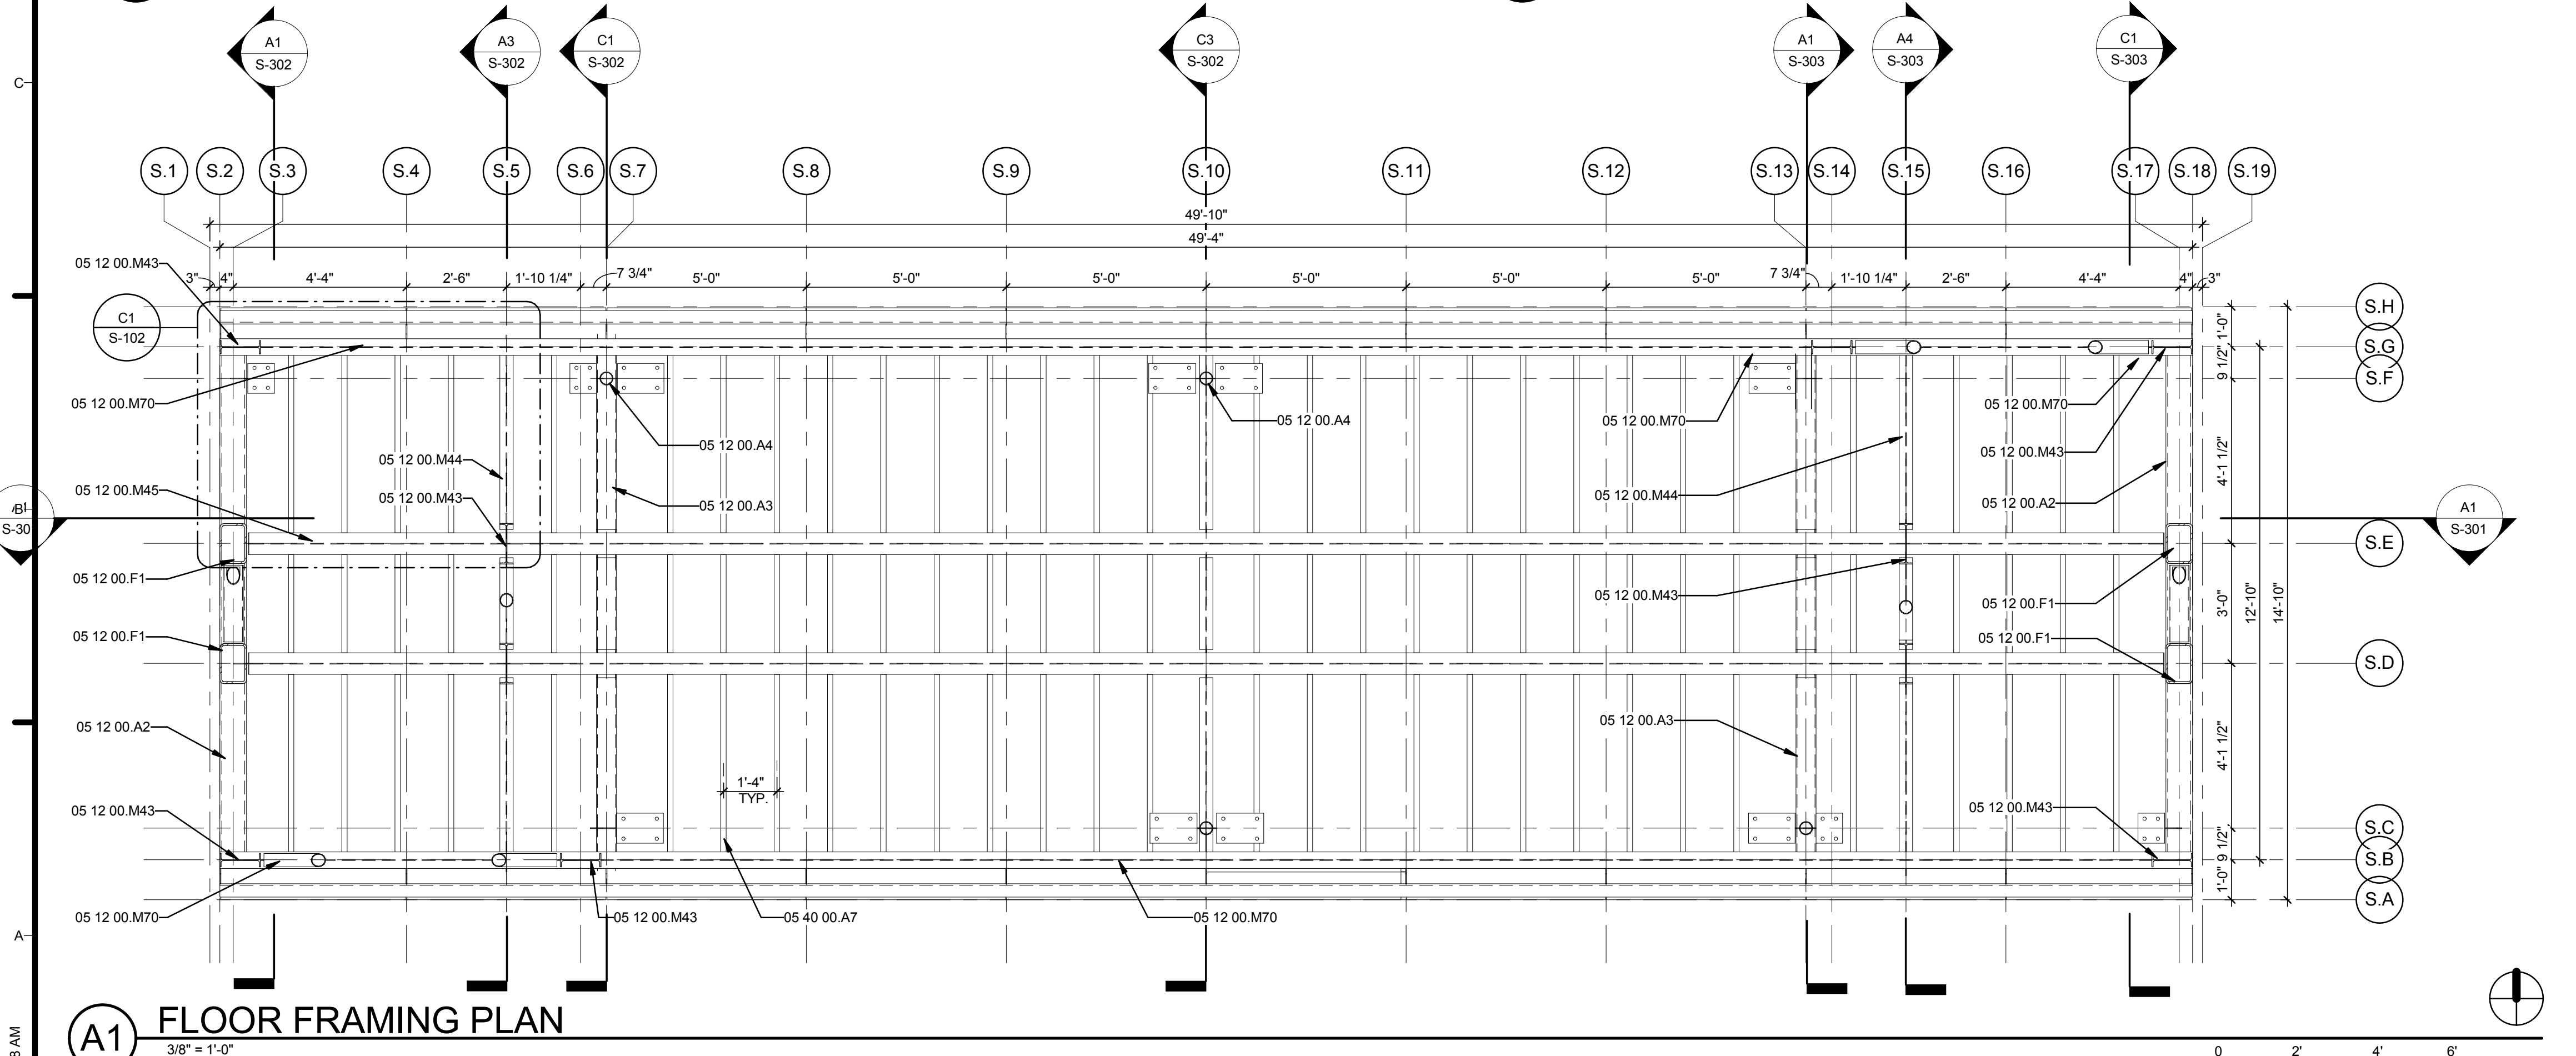 A1
S-302
A3
S-302
C1
S-302
C3
S-302
A1
S-303
A4
S-303
C1
S-303
C
S.1 S.2 S.3 S.4 S.5 S.6 S.7 S.8 S.9 S.10 S.11 S.12 S.13 S.14 S.15 S.16 S.17 S.18 S.19
49'-10"
49'-4"
3" 4" 4'-4" 2'-6" 1'-10 1/4" 7 3/4" 5'-0" 5'-0" 5'-0" 5'-0" 5'-0" 5'-0" 7 3/4" 1'-10 1/4" 2'-6" 4'-4" 4" 3"
05 12 00.M43
C1
S-102
05 12 00.M70
05 12 00.M44
05 12 00.M45
05 12 00.M43
05 12 00.A4
05 12 00.A3
05 12 00.A4
05 12 00.M70
05 12 00.M44
05 12 00.M70
05 12 00.M43
05 12 00.A2
S.H
S.G
S.F
S.E
S.D
S.C
S.B
S.A
1'-0"
9 1/2"
4'-1 1/2"
3'-0"
4'-1 1/2"
9 1/2"
1'-0"
12'-10"
14'-10"
B1
S-30
A1
S-301
05 12 00.F1
05 12 00.F1
05 12 00.M43
05 12 00.F1
05 12 00.F1
05 12 00.A2
05 12 00.A3
1'-4"
TYP.
05 12 00.M43
05 12 00.M43
05 12 00.M70
05 12 00.M43
05 40 00.A7
05 12 00.M70
A
A1
FLOOR FRAMING PLAN
3/8" = 1'-0"
AM
0 2' 4' 6'